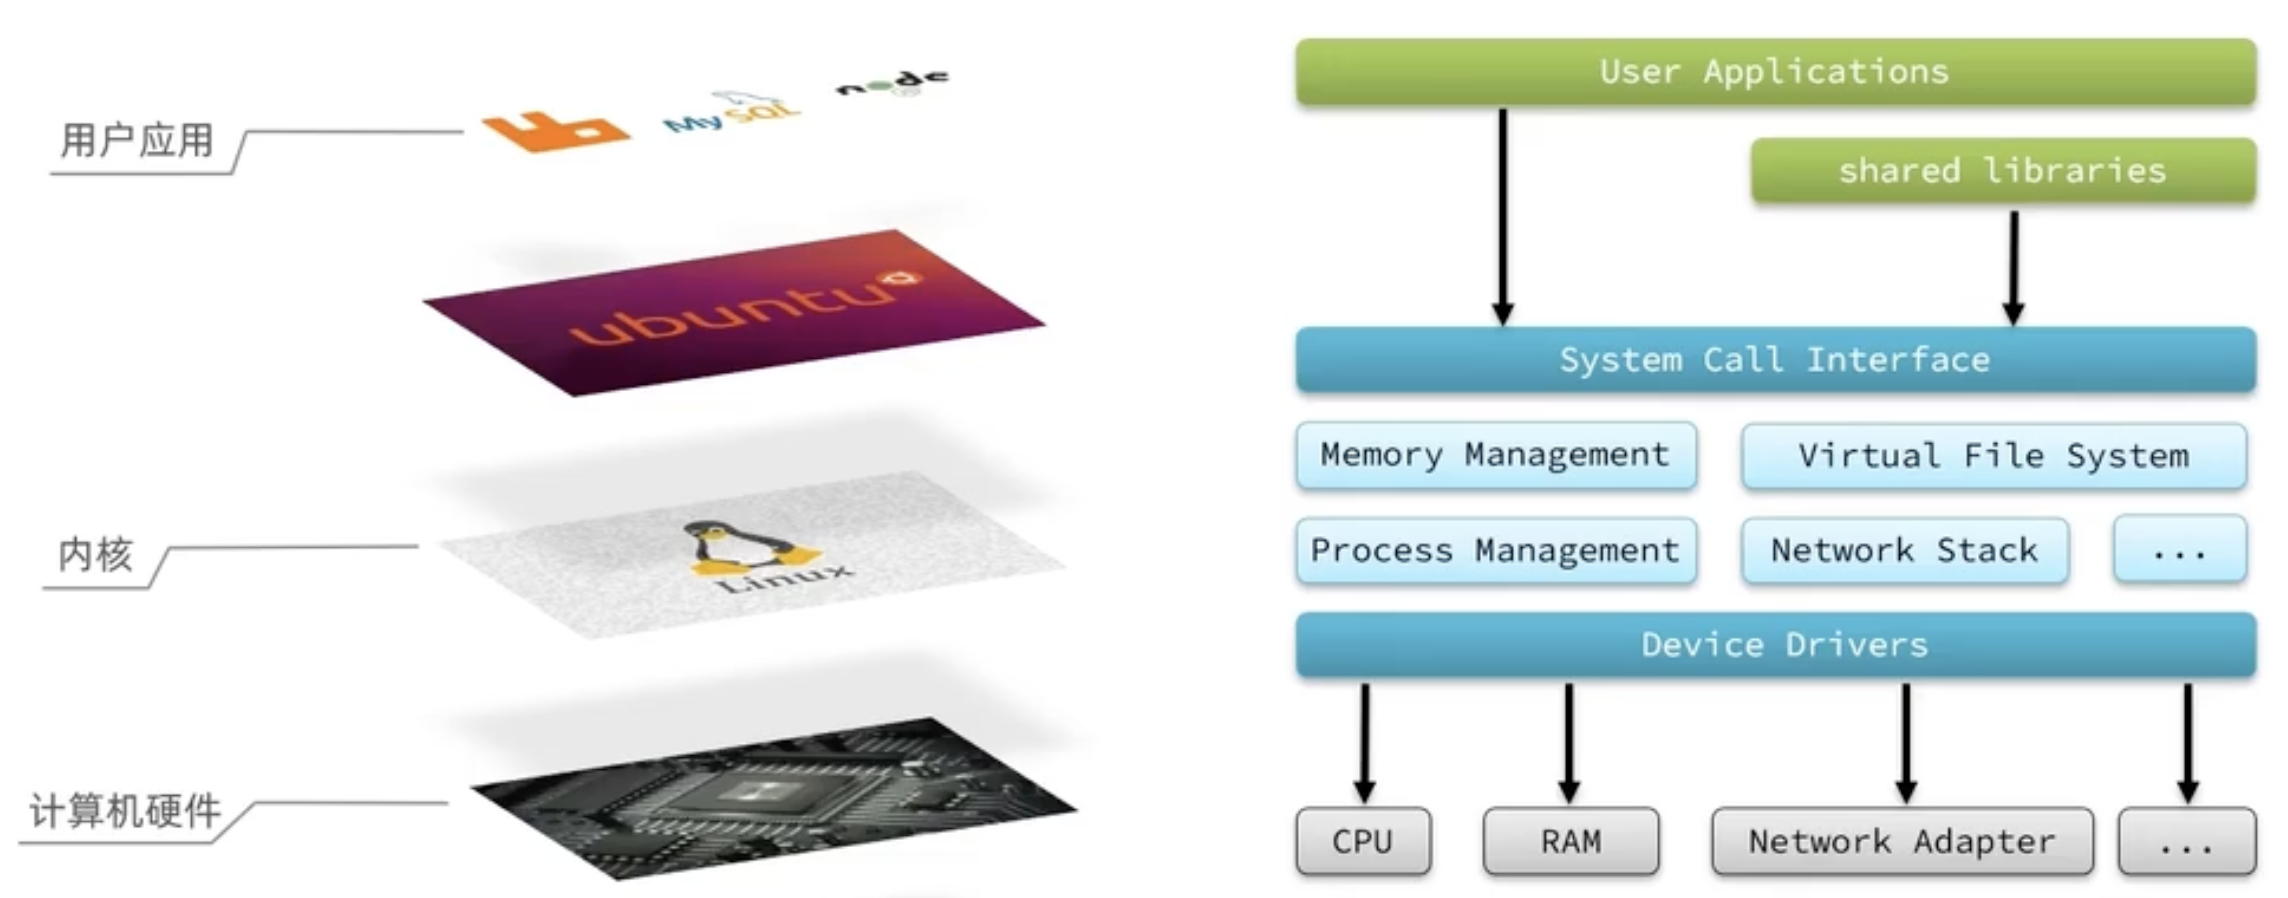 用户应用
MySQL
node
ubuntu
内核
Linux
计算机硬件
User Applications
shared libraries
System Call Interface
Memory Management
Virtual File System
Process Management
Network Stack
...
Device Drivers
CPU
RAM
Network Adapter
...